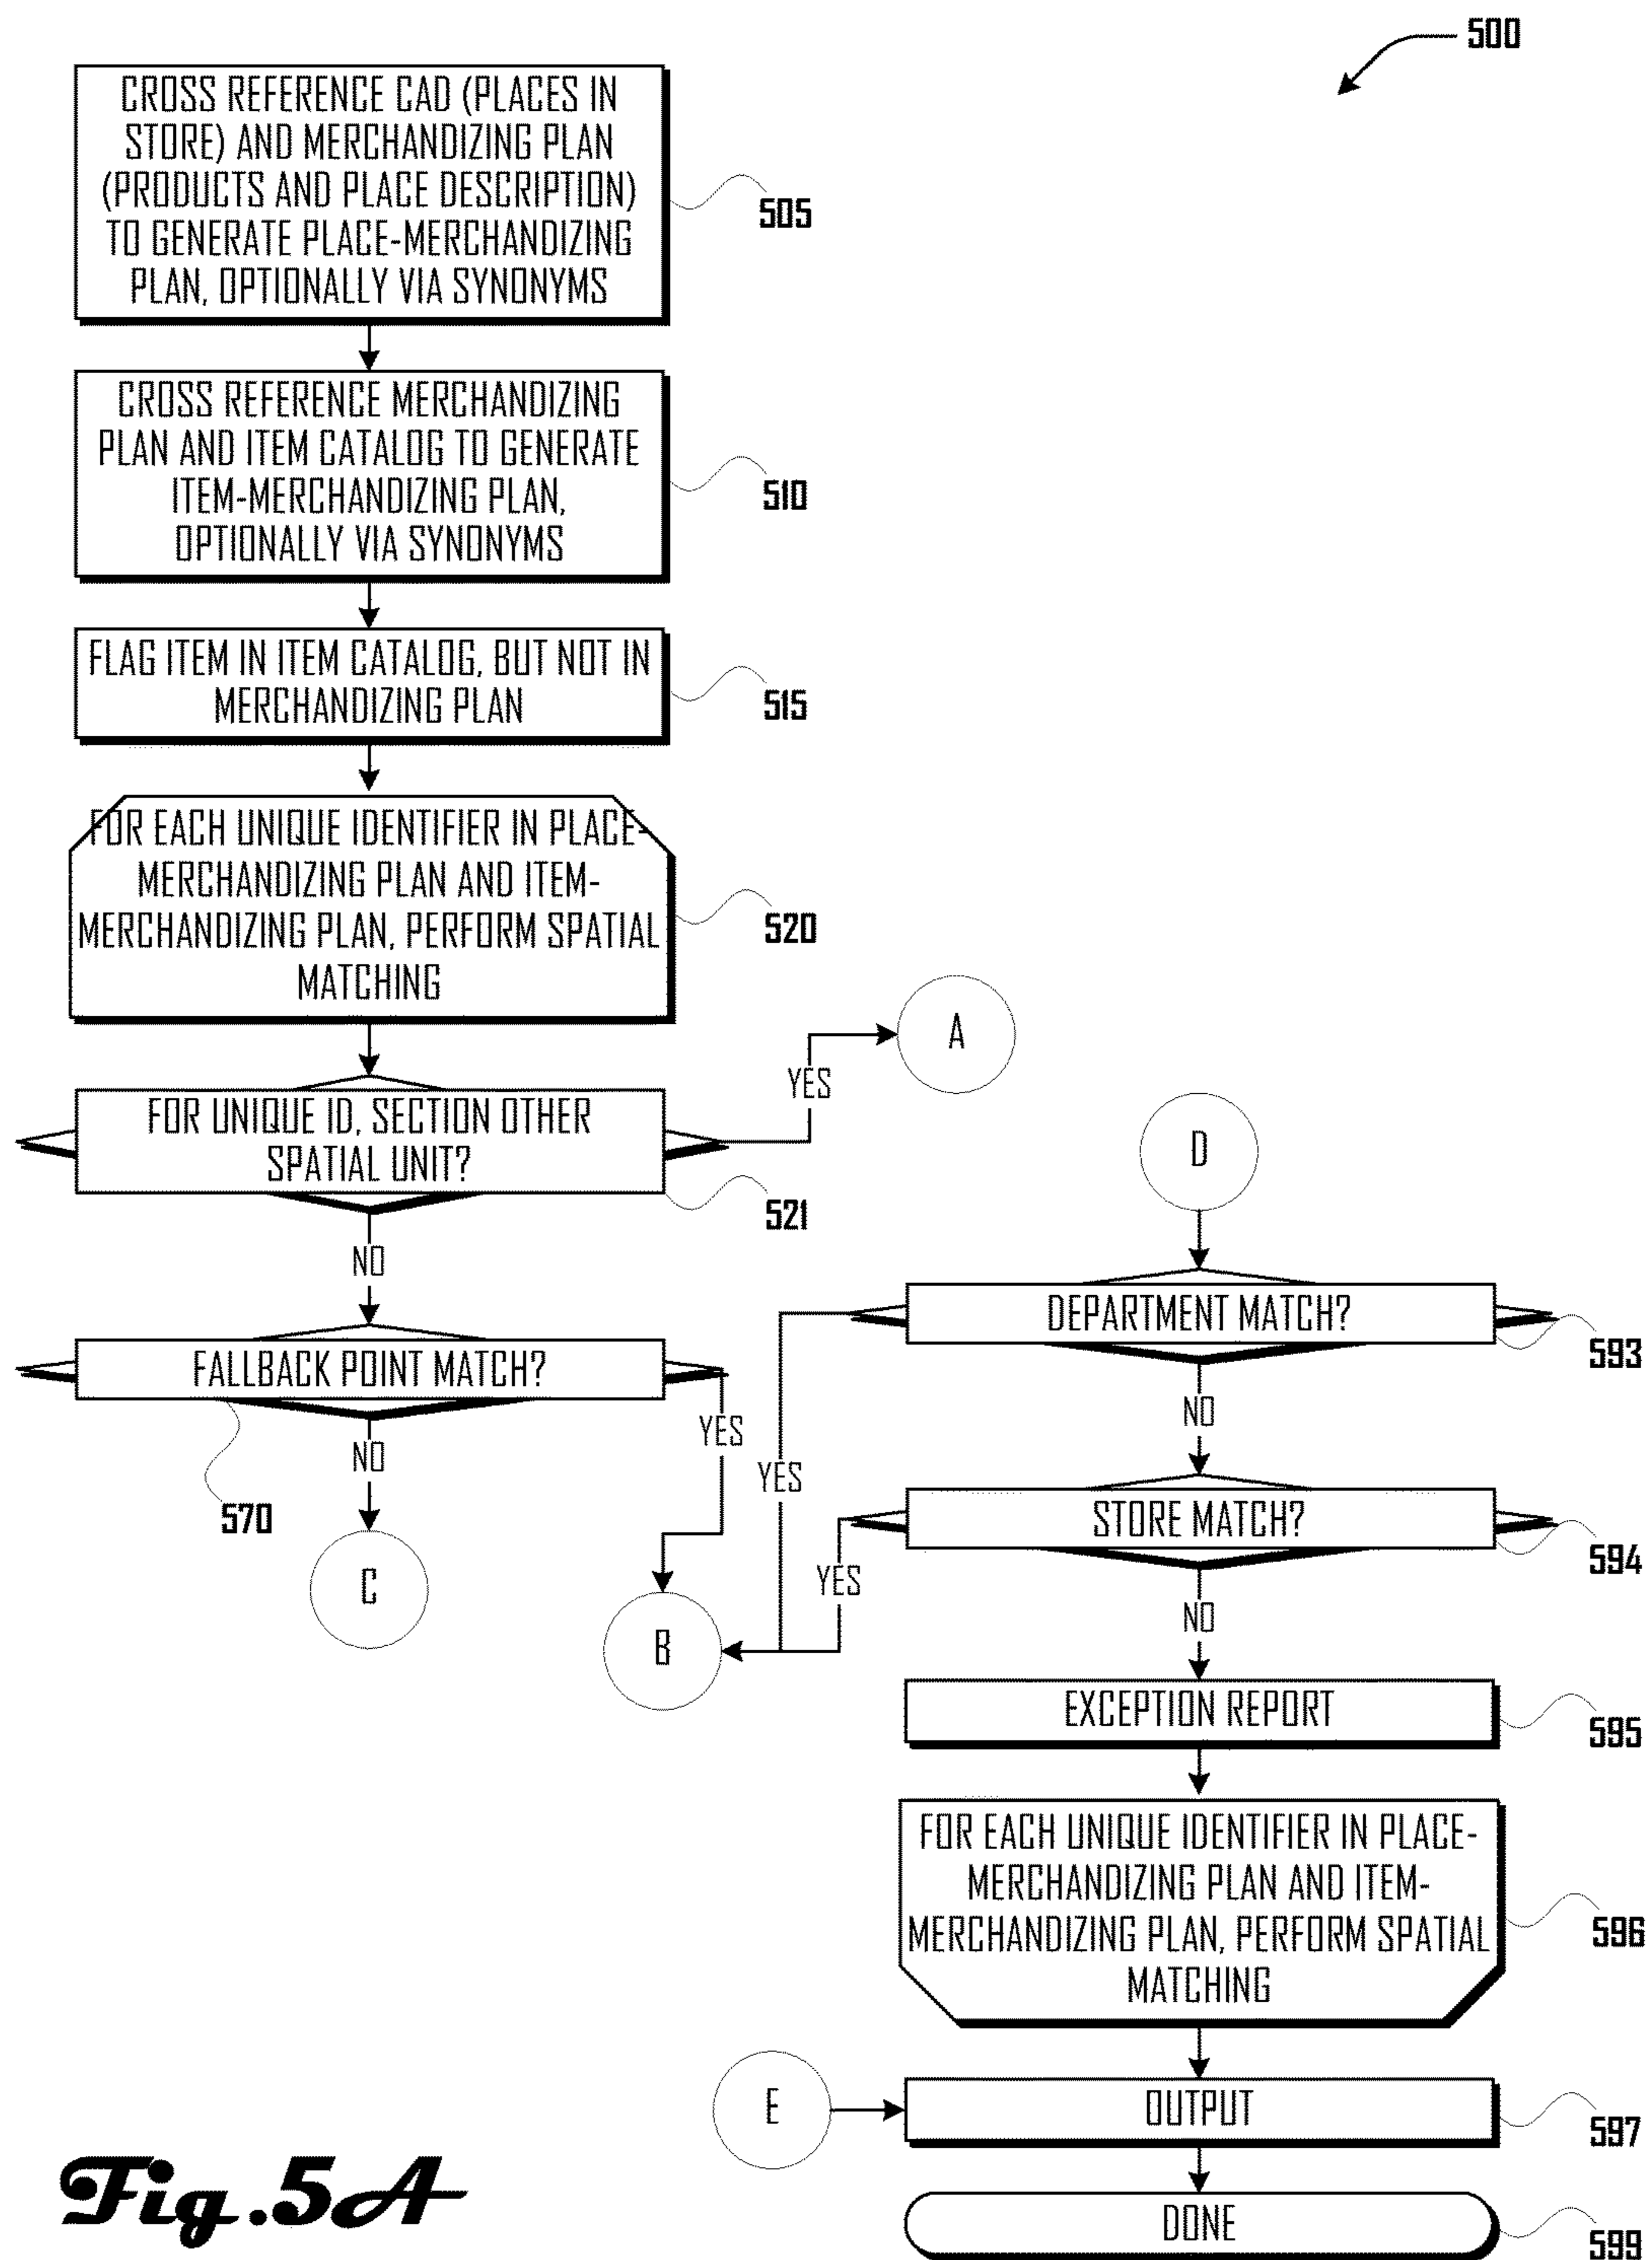 500
CROSS REFERENCE CAD (PLACES IN
STORE) AND MERCHANDIZING PLAN
(PRODUCTS AND PLACE DESCRIPTION)
TO GENERATE PLACE-MERCHANDIZING
PLAN, OPTIONALLY VIA SYNONYMS
505
CROSS REFERENCE MERCHANDIZING
PLAN AND ITEM CATALOG TO GENERATE
ITEM-MERCHANDIZING PLAN,
OPTIONALLY VIA SYNONYMS
510
FLAG ITEM IN ITEM CATALOG, BUT NOT IN
MERCHANDIZING PLAN
515
FOR EACH UNIQUE IDENTIFIER IN PLACE-
MERCHANDIZING PLAN AND ITEM-
MERCHANDIZING PLAN, PERFORM SPATIAL
MATCHING
520
FOR UNIQUE ID, SECTION OTHER
SPATIAL UNIT?
521
YES
A
NO
FALLBACK POINT MATCH?
570
YES
NO
C
B
D
DEPARTMENT MATCH?
593
YES
NO
STORE MATCH?
594
YES
NO
EXCEPTION REPORT
595
FOR EACH UNIQUE IDENTIFIER IN PLACE-
MERCHANDIZING PLAN AND ITEM-
MERCHANDIZING PLAN, PERFORM SPATIAL
MATCHING
596
E
OUTPUT
597
DONE
599
Fig.5A